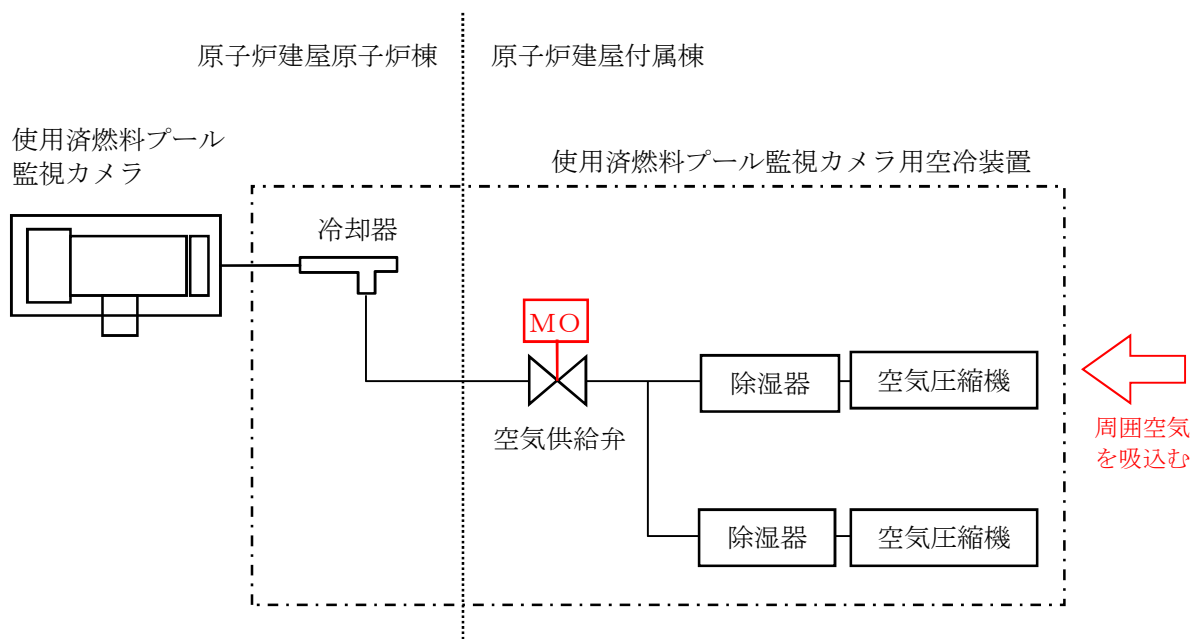 原子炉建屋原子炉棟
原子炉建屋付属棟
使用済燃料プール
監視カメラ
使用済燃料プール監視カメラ用空冷装置
冷却器
MO
空気供給弁
除湿器
空気圧縮機
周囲空気
を吸込む
除湿器
空気圧縮機